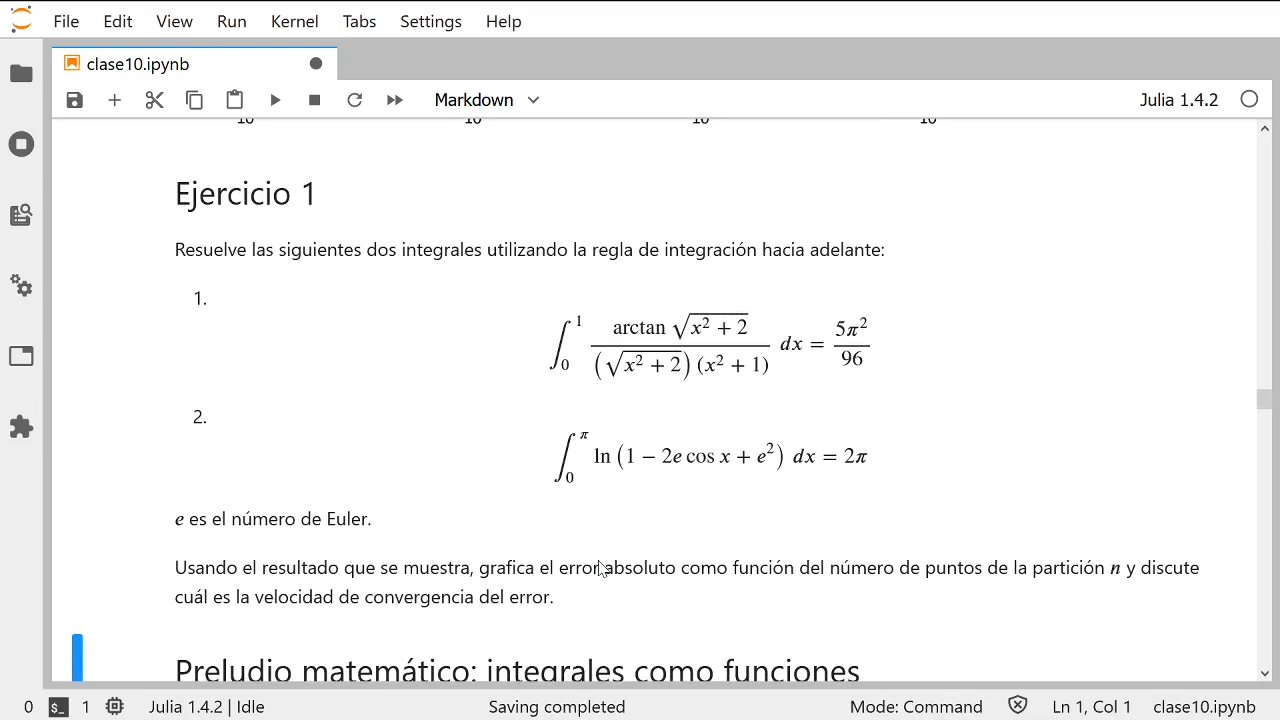 File Edit View Run Kernel Tabs Settings Help
clase10.ipynb
Markdown
Julia 1.4.2
Ejercicio 1
Resuelve las siguientes dos integrales utilizando la regla de integración hacia adelante:
1.
∫₀¹ arctan √(x² + 2) / ((√(x² + 2)) (x² + 1)) dx = 5π² / 96
2.
∫₀^π ln (1 − 2e cos x + e²) dx = 2π
e es el número de Euler.
Usando el resultado que se muestra, grafica el error absoluto como función del número de puntos de la partición n y discute
cuál es la velocidad de convergencia del error.
Preludio matemático: integrales como funciones
0 $_ 1 Julia 1.4.2 | Idle Saving completed Mode: Command Ln 1, Col 1 clase10.ipynb